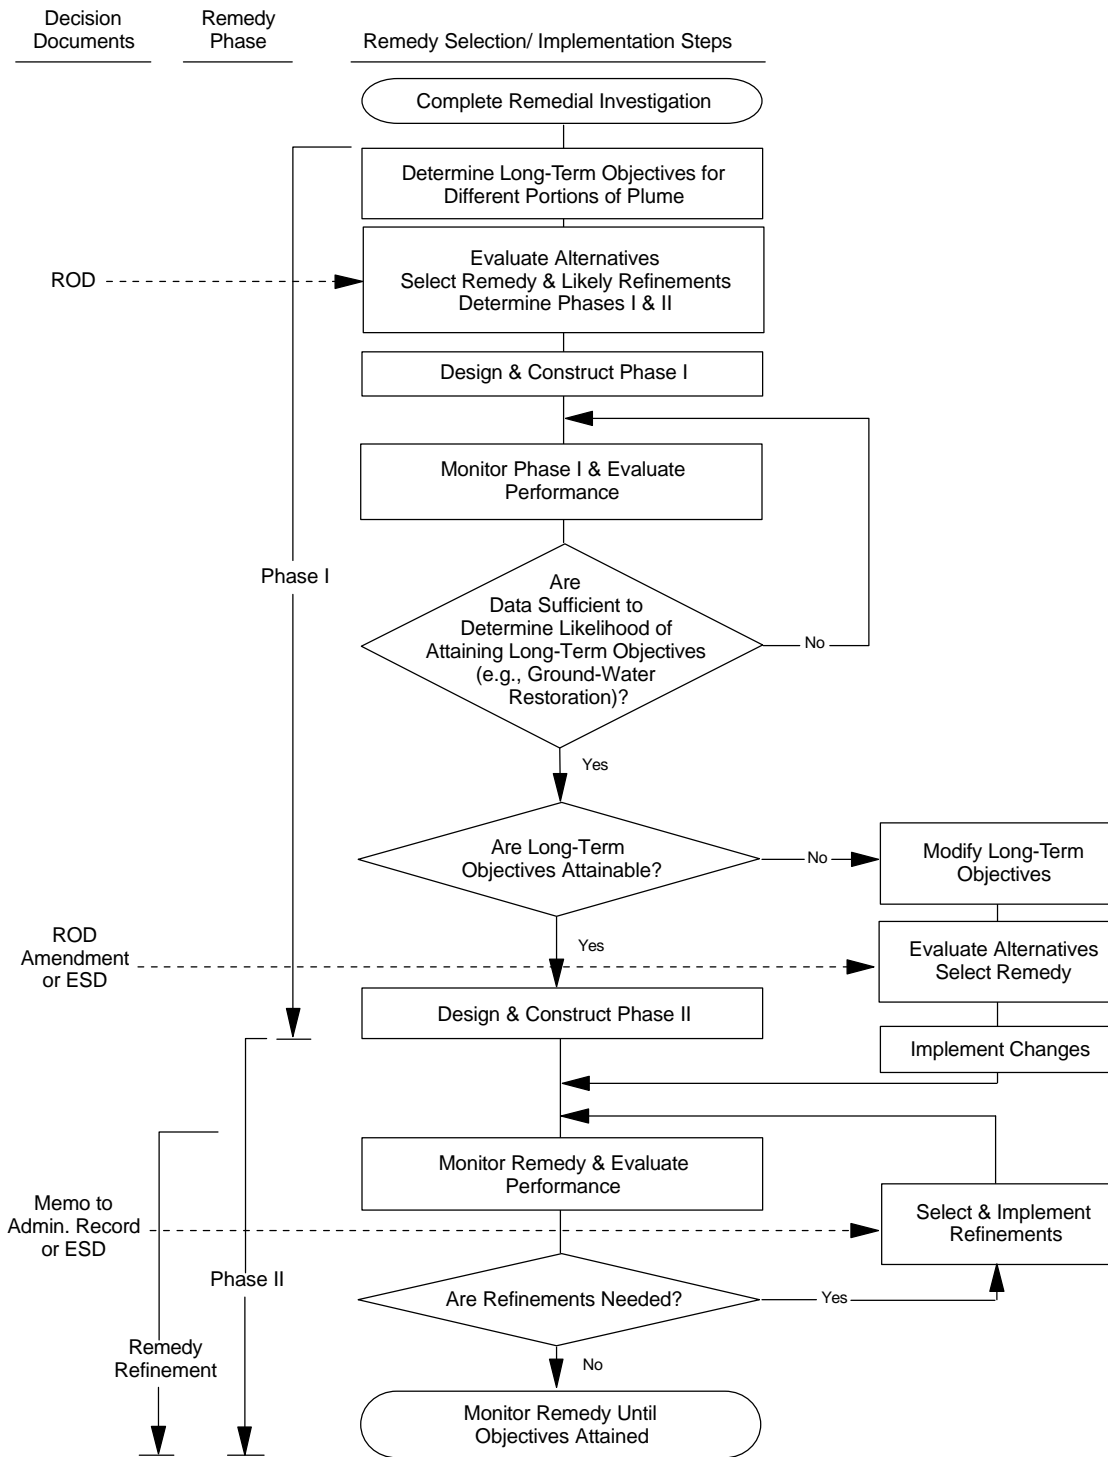 Decision
Documents
Remedy
Phase
Remedy Selection/ Implementation Steps
Complete Remedial Investigation
Determine Long-Term Objectives for
Different Portions of Plume
ROD
Evaluate Alternatives
Select Remedy & Likely Refinements
Determine Phases I & II
Design & Construct Phase I
Monitor Phase I & Evaluate
Performance
Phase I
Are
Data Sufficient to
Determine Likelihood of
Attaining Long-Term Objectives
(e.g., Ground-Water
Restoration)?
No
Yes
Are Long-Term
Objectives Attainable?
No
Modify Long-Term
Objectives
Yes
ROD
Amendment
or ESD
Evaluate Alternatives
Select Remedy
Design & Construct Phase II
Implement Changes
Monitor Remedy & Evaluate
Performance
Memo to
Admin. Record
or ESD
Select & Implement
Refinements
Phase II
Are Refinements Needed?
Yes
Remedy
Refinement
No
Monitor Remedy Until
Objectives Attained